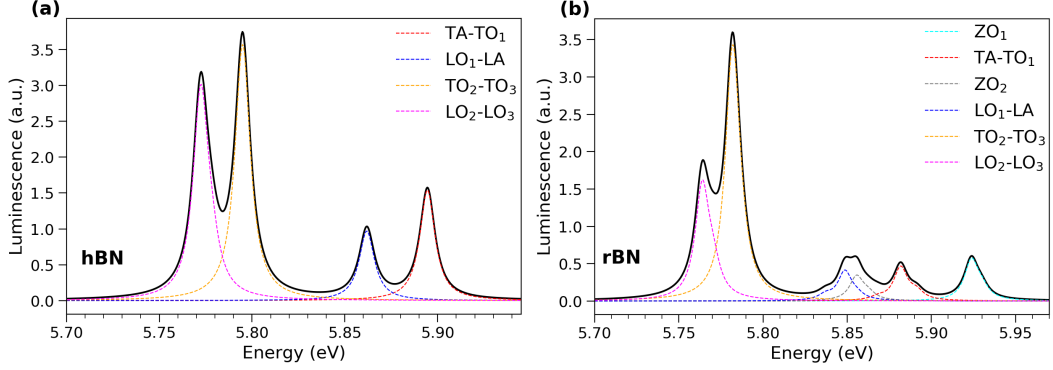 (a)
TA-TO₁
LO₁-LA
TO₂-TO₃
LO₂-LO₃
hBN
Luminescence (a.u.)
3.5
3.0
2.5
2.0
1.5
1.0
0.5
0.0
5.70
5.75
5.80
5.85
5.90
Energy (eV)
(b)
ZO₁
TA-TO₁
ZO₂
LO₁-LA
TO₂-TO₃
LO₂-LO₃
rBN
Luminescence (a.u.)
3.5
3.0
2.5
2.0
1.5
1.0
0.5
0.0
5.70
5.75
5.80
5.85
5.90
5.95
Energy (eV)